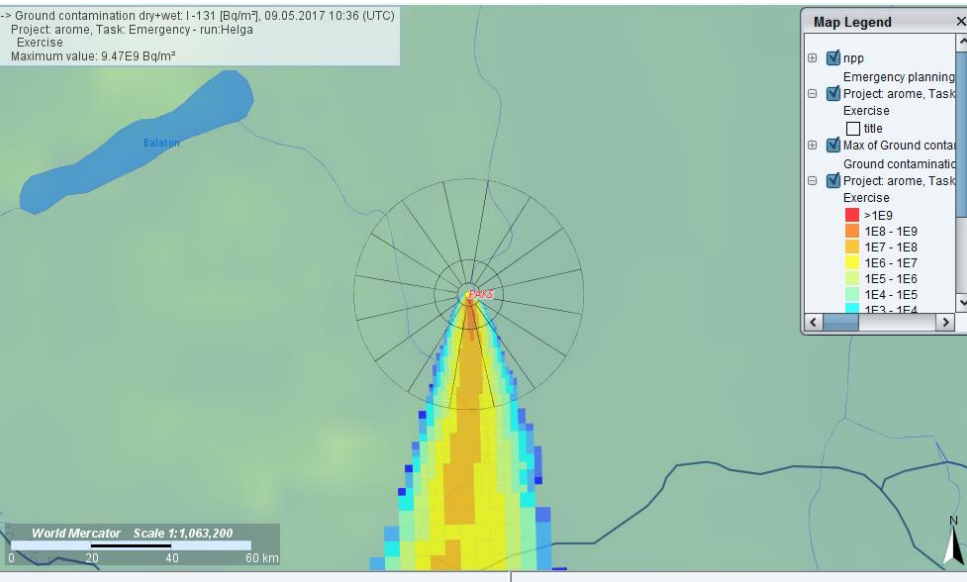 -> Ground contamination dry+wet: I-131 [Bq/m²], 09.05.2017 10:36 (UTC)
Project: arome, Task: Emergency - run:Helga
Exercise
Maximum value: 9.47E9 Bq/m²
Map Legend
npp
Emergency planning
Project: arome, Task
Exercise
title
Max of Ground conta
Ground contaminatio
Project: arome, Task
Exercise
>1E9
1E8 - 1E9
1E7 - 1E8
1E6 - 1E7
1E5 - 1E6
1E4 - 1E5
1E3 - 1E4
Balaton
PAKS
World Mercator Scale 1:1,063,200
0 20 40 60 km
N